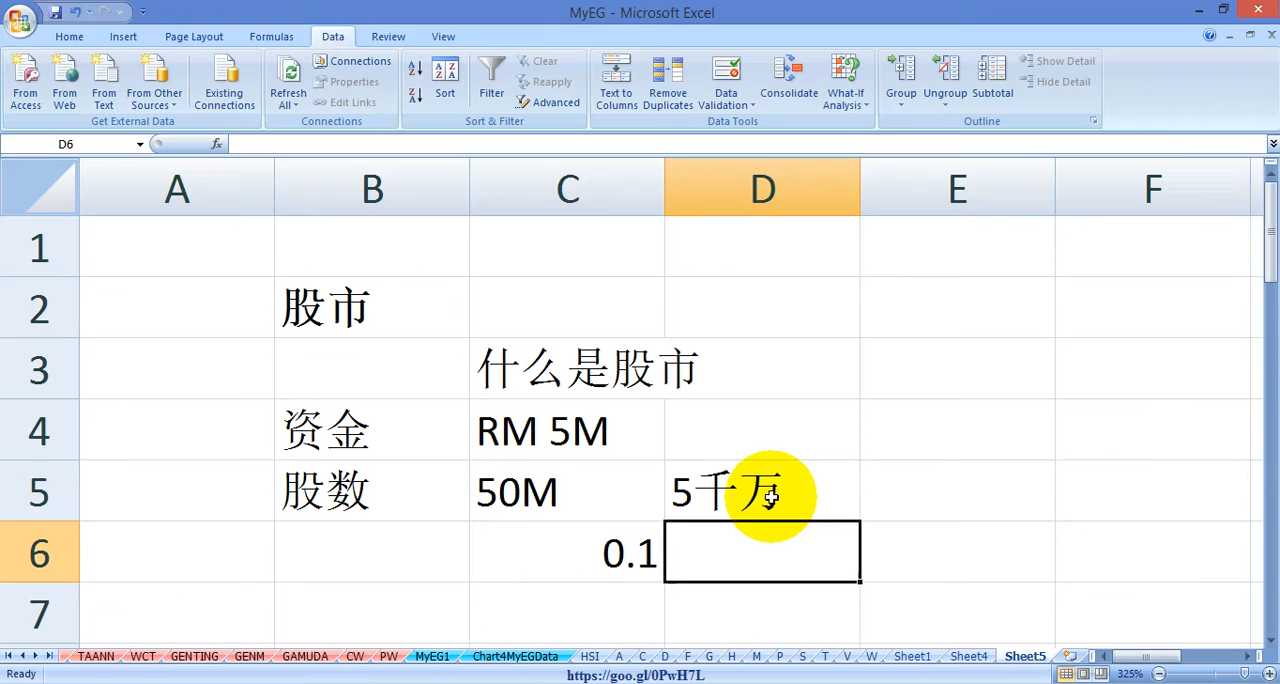 MyEG - Microsoft Excel
Home Insert Page Layout Formulas Data Review View
From Access From Web From Text From Other Sources Existing Connections Refresh All Connections Properties Edit Links Sort Filter Clear Reapply Advanced Text to Columns Remove Duplicates Data Validation Consolidate What-If Analysis Group Ungroup Subtotal Show Detail Hide Detail
Get External Data Connections Sort & Filter Data Tools Outline
D6 fx
A B C D E F
1
2 股市
3 什么是股市
4 资金 RM 5M
5 股数 50M 5千万
6 0.1
7
TAANN WCT GENTING GENM GAMUDA CW PW MyEG1 Chart4MyEGData HSI A C D F G H M P S T V W Sheet1 Sheet4 Sheet5
Ready https://goo.gl/0PwH7L 325%